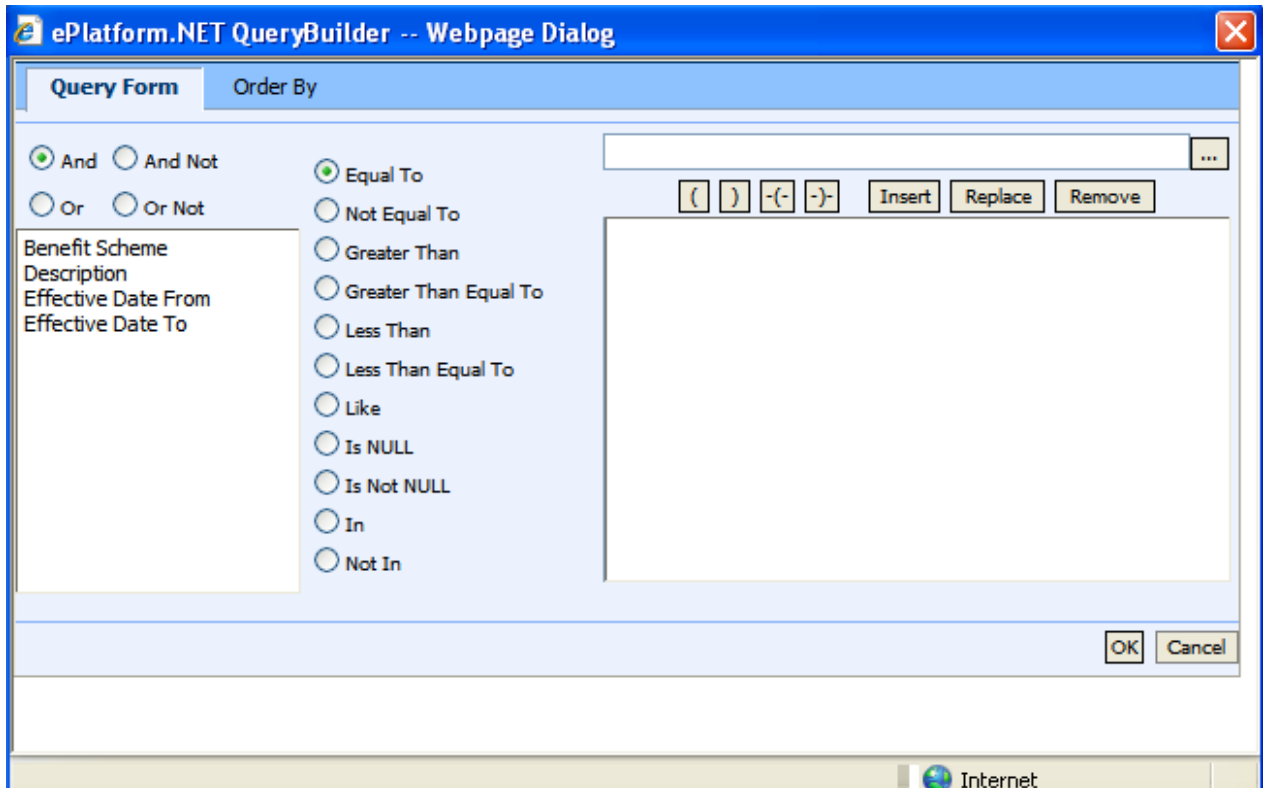 ePlatform.NET QueryBuilder -- Webpage Dialog
Query Form Order By
And And Not
Or Or Not
Benefit Scheme
Description
Effective Date From
Effective Date To
Equal To
Not Equal To
Greater Than
Greater Than Equal To
Less Than
Less Than Equal To
Like
Is NULL
Is Not NULL
In
Not In
...
( ) -(- -)- Insert Replace Remove
OK Cancel
Internet